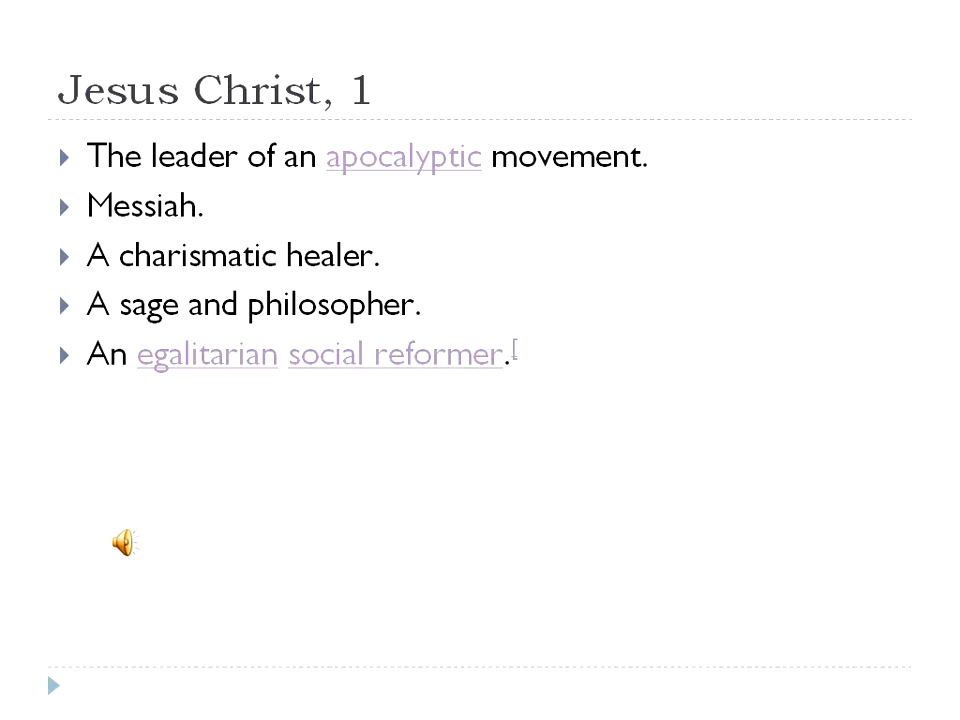 Jesus Christ, 1
The leader of an apocalyptic movement.
Messiah.
A charismatic healer.
A sage and philosopher.
An egalitarian social reformer.[